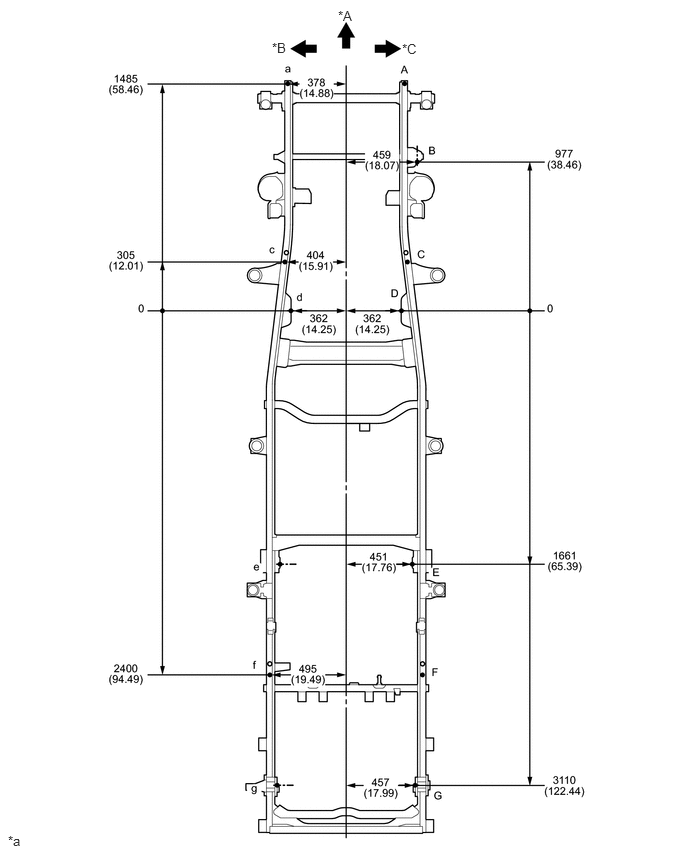 *A
*B
*C
a
A
1485
(58.46)
378
(14.88)
B
459
(18.07)
977
(38.46)
c
C
305
(12.01)
404
(15.91)
d
D
0
0
362
(14.25)
362
(14.25)
451
(17.76)
1661
(65.39)
e
E
f
F
2400
(94.49)
495
(19.49)
457
(17.99)
3110
(122.44)
g
G
*a